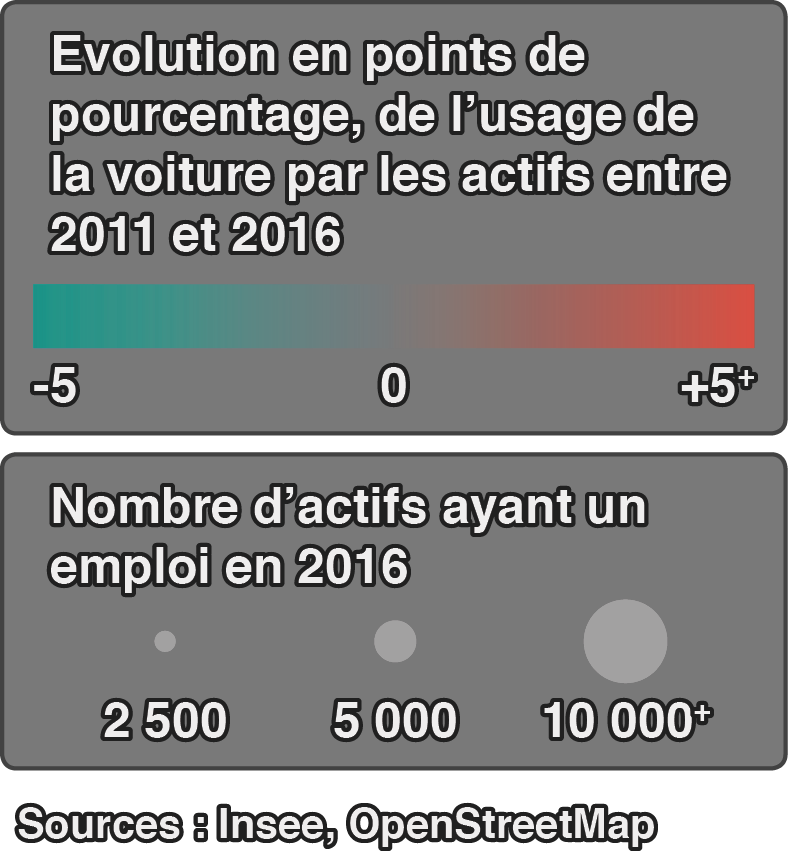 Evolution en points de
pourcentage, de l’usage de
la voiture par les actifs entre
2011 et 2016
-5 0 +5⁺
Nombre d’actifs ayant un
emploi en 2016
2 500 5 000 10 000⁺
Sources : Insee, OpenStreetMap